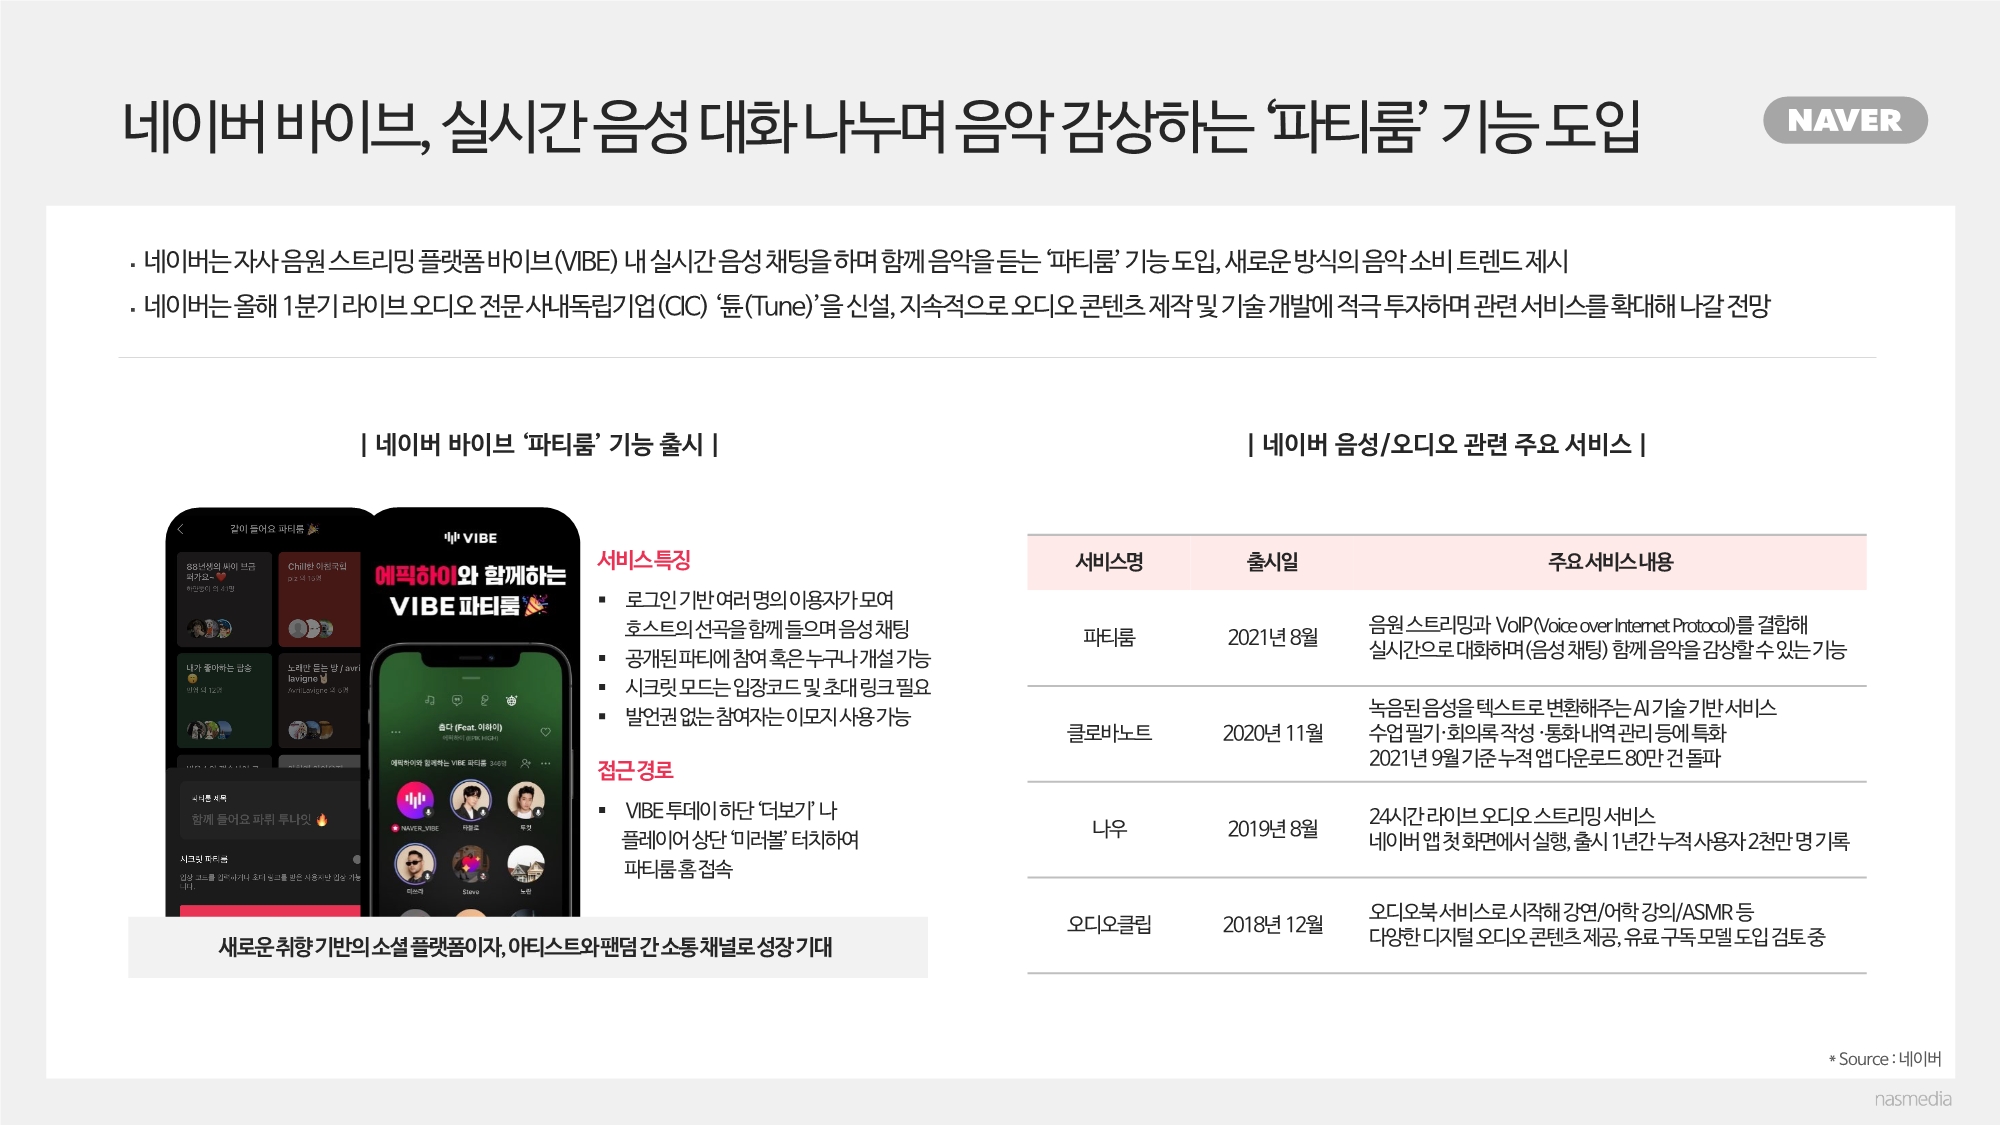 네이버 바이브, 실시간 음성 대화 나누며 음악 감상하는 ‘파티룸’ 기능 도입
NAVER
. 네이버는 자사 음원 스트리밍 플랫폼 바이브(VIBE) 내 실시간 음성 채팅을 하며 함께 음악을 듣는 ‘파티룸’ 기능 도입, 새로운 방식의 음악 소비 트렌드 제시
. 네이버는 올해 1분기 라이브 오디오 전문 사내독립기업(CIC) ‘튠(Tune)’을 신설, 지속적으로 오디오 콘텐츠 제작 및 기술 개발에 적극 투자하며 관련 서비스를 확대해 나갈 전망
| 네이버 바이브 ‘파티룸’ 기능 출시 |
같이 들어요 파티룸 🎉
88년생의 싸이 브금
Chill한 아침국힙
내가 좋아하는 팝송
노래만 듣는 방 / avri
lavigne
AvrilLavigne 외 6명
파티룸 제목
함께 들어요 파뤼 투나잇 🔥
시크릿 파티룸
VIBE
에픽하이와 함께하는
VIBE 파티룸 🎉
춥다 (Feat. 이하이)
에픽하이 (EPIK HIGH)
에픽하이와 함께하는 VIBE 파티룸 346명
NAVER_VIBE
타블로
투컷
미쓰라
Steve
노란
서비스 특징
▪ 로그인 기반 여러 명의 이용자가 모여
호스트의 선곡을 함께 들으며 음성 채팅
▪ 공개된 파티에 참여 혹은 누구나 개설 가능
▪ 시크릿 모드는 입장코드 및 초대 링크 필요
▪ 발언권 없는 참여자는 이모지 사용 가능
접근 경로
▪ VIBE 투데이 하단 ‘더보기’ 나
플레이어 상단 ‘미러볼’ 터치하여
파티룸 홈 접속
새로운 취향 기반의 소셜 플랫폼이자, 아티스트와 팬덤 간 소통 채널로 성장 기대
| 네이버 음성/오디오 관련 주요 서비스 |
서비스명 출시일 주요 서비스 내용
파티룸 2021년 8월 음원 스트리밍과 VoIP(Voice over Internet Protocol)를 결합해
실시간으로 대화하며(음성 채팅) 함께 음악을 감상할 수 있는 기능
클로바노트 2020년 11월 녹음된 음성을 텍스트로 변환해주는 AI 기술 기반 서비스
수업 필기·회의록 작성 ·통화 내역 관리 등에 특화
2021년 9월 기준 누적 앱 다운로드 80만 건 돌파
나우 2019년 8월 24시간 라이브 오디오 스트리밍 서비스
네이버 앱 첫 화면에서 실행, 출시 1년간 누적 사용자 2천만 명 기록
오디오클립 2018년 12월 오디오북 서비스로 시작해 강연/어학 강의/ASMR 등
다양한 디지털 오디오 콘텐츠 제공, 유료 구독 모델 도입 검토 중
* Source : 네이버
nasmedia